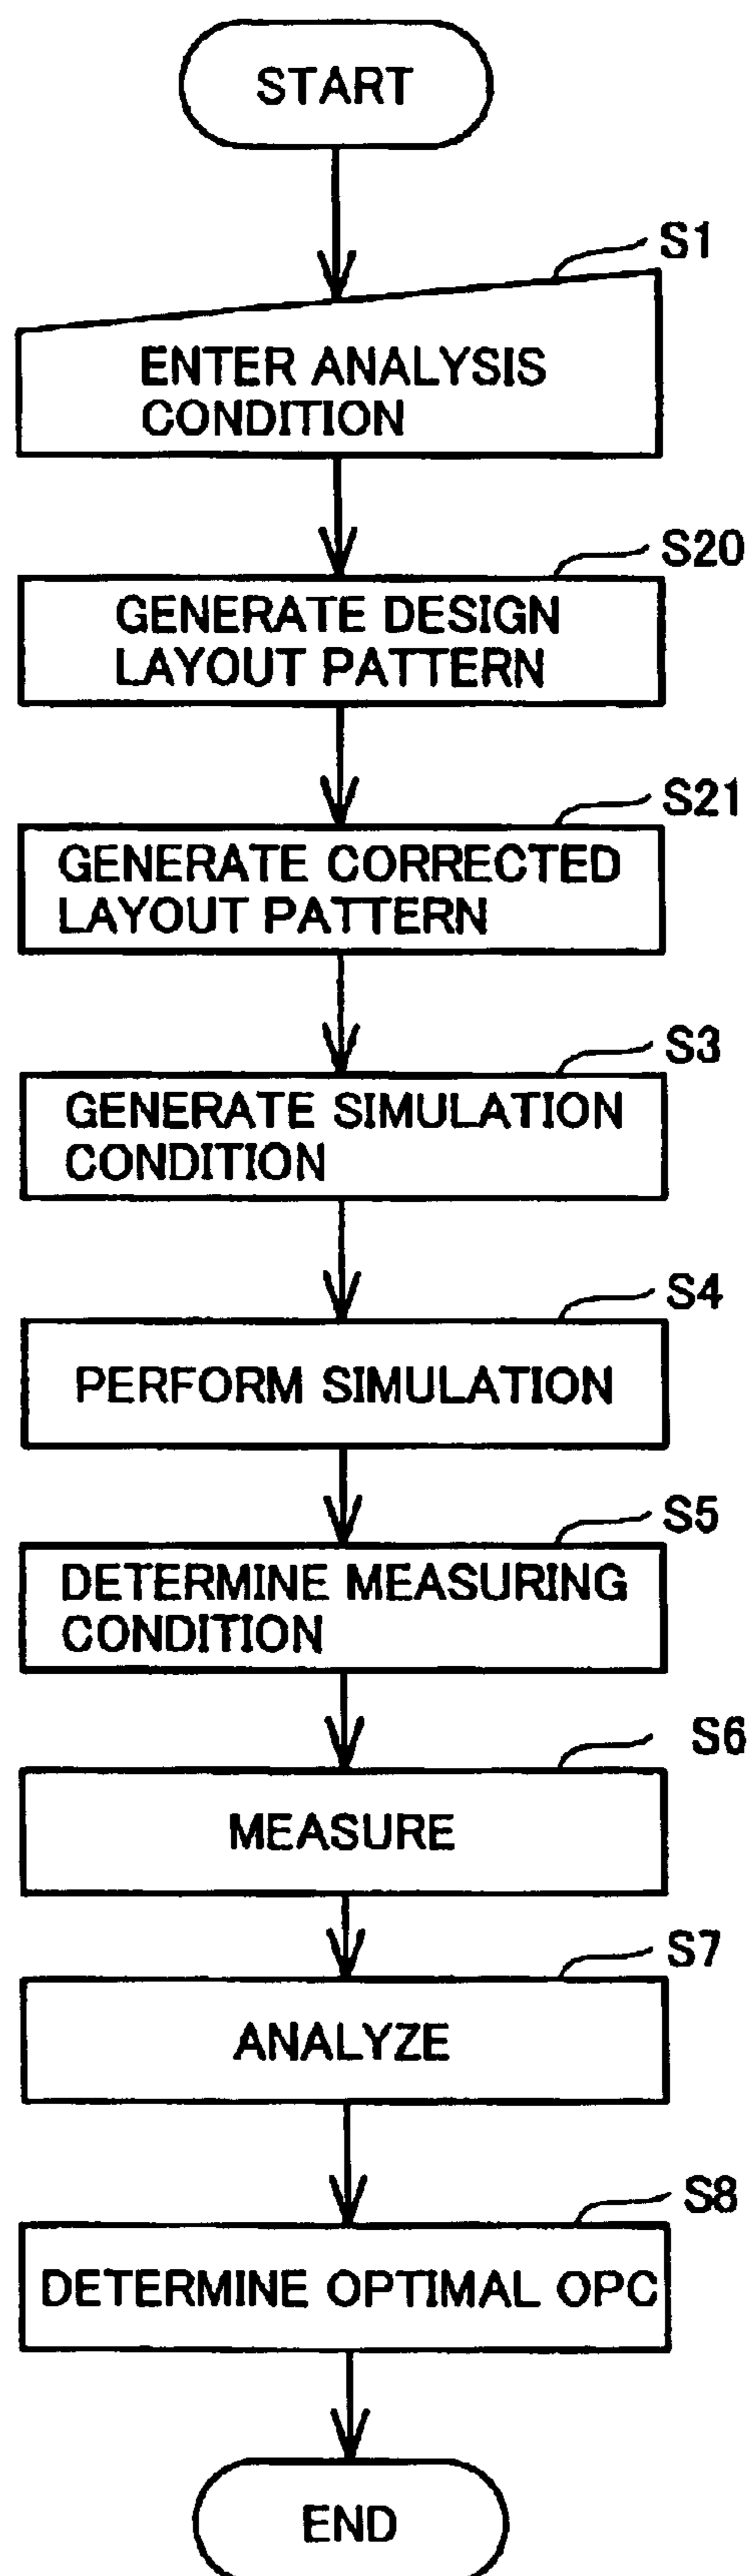 START
S1
ENTER ANALYSIS
CONDITION
S20
GENERATE DESIGN
LAYOUT PATTERN
S21
GENERATE CORRECTED
LAYOUT PATTERN
S3
GENERATE SIMULATION
CONDITION
S4
PERFORM SIMULATION
S5
DETERMINE MEASURING
CONDITION
S6
MEASURE
S7
ANALYZE
S8
DETERMINE OPTIMAL OPC
END